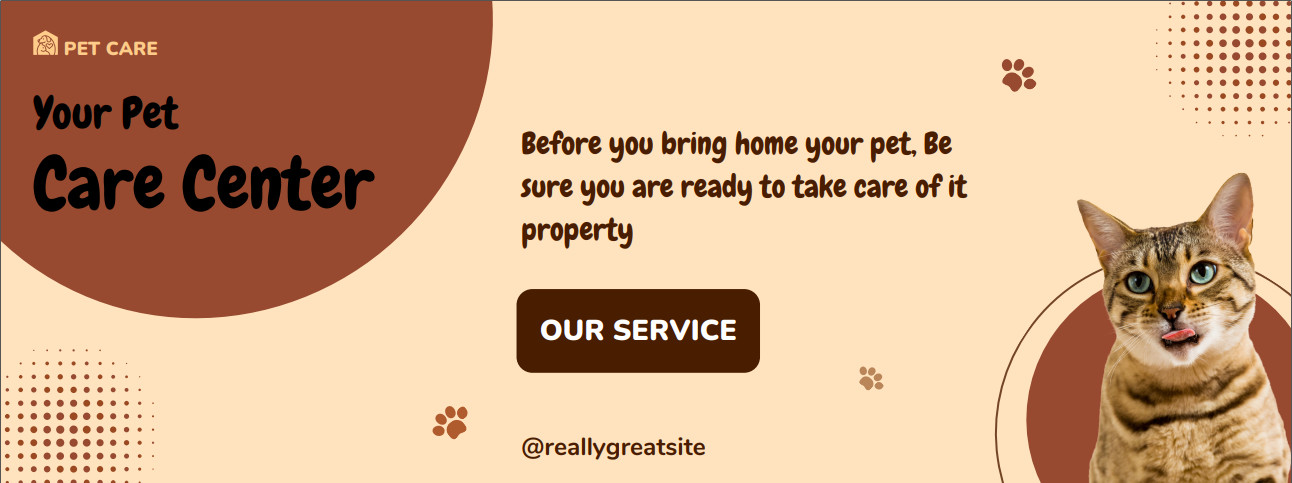 PET CARE
Your Pet
Care Center
Before you bring home your pet, Be
sure you are ready to take care of it
property
OUR SERVICE
@reallygreatsite